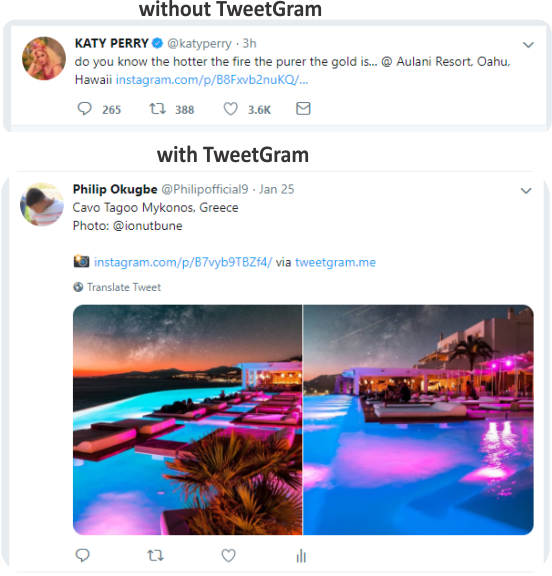 without TweetGram
KATY PERRY @katyperry · 3h
do you know the hotter the fire the purer the gold is... @ Aulani Resort, Oahu,
Hawaii instagram.com/p/B8Fxvb2nuKQ/...
265 388 3.6K
with TweetGram
Philip Okugbe @Philipofficial9 · Jan 25
Cavo Tagoo Mykonos, Greece
Photo: @ionutbune
📷 instagram.com/p/B7vyb9TBZf4/ via tweetgram.me
Translate Tweet